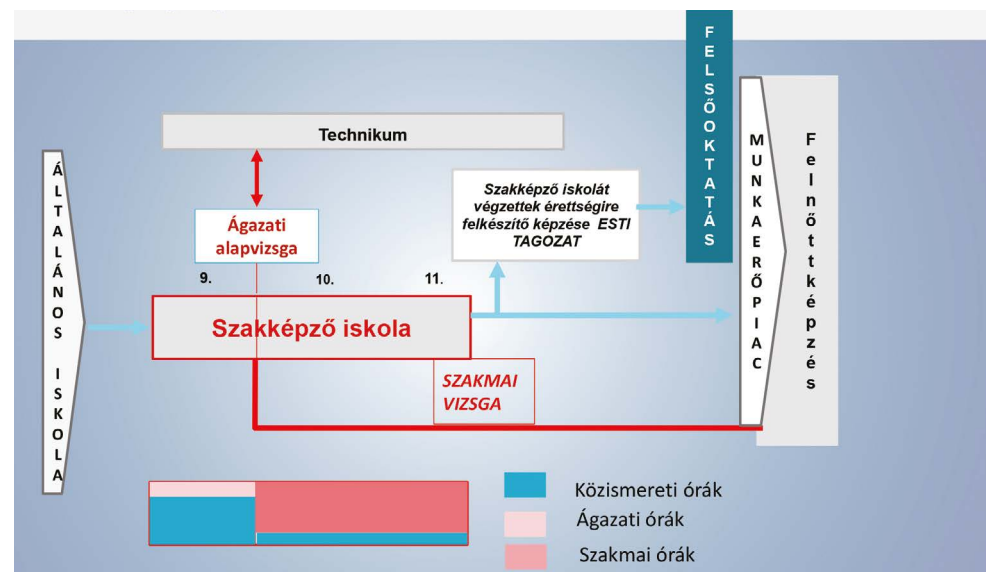 FELSŐOKTATÁS
Technikum
ÁLTALÁNOS ISKOLA
MUNKAERŐPIAC
Felnőttképzés
Szakképző iskolát
végzettek érettségire
felkészítő képzése ESTI
TAGOZAT
Ágazati
alapvizsga
9.
10.
11.
Szakképző iskola
SZAKMAI
VIZSGA
Közismereti órák
Ágazati órák
Szakmai órák